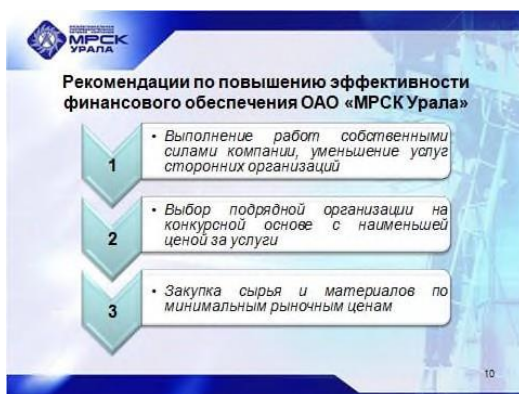 МРСК
УРАЛА
Рекомендации по повышению эффективности
финансового обеспечения ОАО «МРСК Урала»
1
• Выполнение работ собственными
силами компании, уменьшение услуг
сторонних организаций
2
• Выбор подрядной организации на
конкурсной основе с наименьшей
ценой за услуги
3
• Закупка сырья и материалов по
минимальным рыночным ценам
10